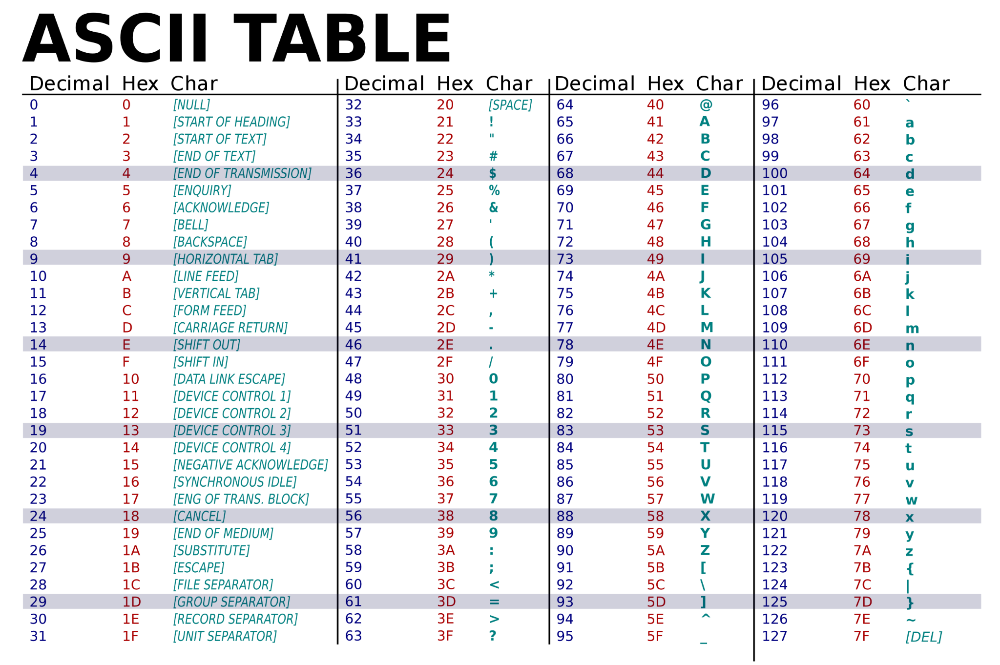 ASCII TABLE
Decimal Hex Char Decimal Hex Char Decimal Hex Char Decimal Hex Char
0 0 [NULL] 32 20 [SPACE] 64 40 @ 96 60 `
1 1 [START OF HEADING] 33 21 ! 65 41 A 97 61 a
2 2 [START OF TEXT] 34 22 " 66 42 B 98 62 b
3 3 [END OF TEXT] 35 23 # 67 43 C 99 63 c
4 4 [END OF TRANSMISSION] 36 24 $ 68 44 D 100 64 d
5 5 [ENQUIRY] 37 25 % 69 45 E 101 65 e
6 6 [ACKNOWLEDGE] 38 26 & 70 46 F 102 66 f
7 7 [BELL] 39 27 ' 71 47 G 103 67 g
8 8 [BACKSPACE] 40 28 ( 72 48 H 104 68 h
9 9 [HORIZONTAL TAB] 41 29 ) 73 49 I 105 69 i
10 A [LINE FEED] 42 2A * 74 4A J 106 6A j
11 B [VERTICAL TAB] 43 2B + 75 4B K 107 6B k
12 C [FORM FEED] 44 2C , 76 4C L 108 6C l
13 D [CARRIAGE RETURN] 45 2D - 77 4D M 109 6D m
14 E [SHIFT OUT] 46 2E . 78 4E N 110 6E n
15 F [SHIFT IN] 47 2F / 79 4F O 111 6F o
16 10 [DATA LINK ESCAPE] 48 30 0 80 50 P 112 70 p
17 11 [DEVICE CONTROL 1] 49 31 1 81 51 Q 113 71 q
18 12 [DEVICE CONTROL 2] 50 32 2 82 52 R 114 72 r
19 13 [DEVICE CONTROL 3] 51 33 3 83 53 S 115 73 s
20 14 [DEVICE CONTROL 4] 52 34 4 84 54 T 116 74 t
21 15 [NEGATIVE ACKNOWLEDGE] 53 35 5 85 55 U 117 75 u
22 16 [SYNCHRONOUS IDLE] 54 36 6 86 56 V 118 76 v
23 17 [ENG OF TRANS. BLOCK] 55 37 7 87 57 W 119 77 w
24 18 [CANCEL] 56 38 8 88 58 X 120 78 x
25 19 [END OF MEDIUM] 57 39 9 89 59 Y 121 79 y
26 1A [SUBSTITUTE] 58 3A : 90 5A Z 122 7A z
27 1B [ESCAPE] 59 3B ; 91 5B [ 123 7B {
28 1C [FILE SEPARATOR] 60 3C < 92 5C \ 124 7C |
29 1D [GROUP SEPARATOR] 61 3D = 93 5D ] 125 7D }
30 1E [RECORD SEPARATOR] 62 3E > 94 5E ^ 126 7E ~
31 1F [UNIT SEPARATOR] 63 3F ? 95 5F _ 127 7F [DEL]